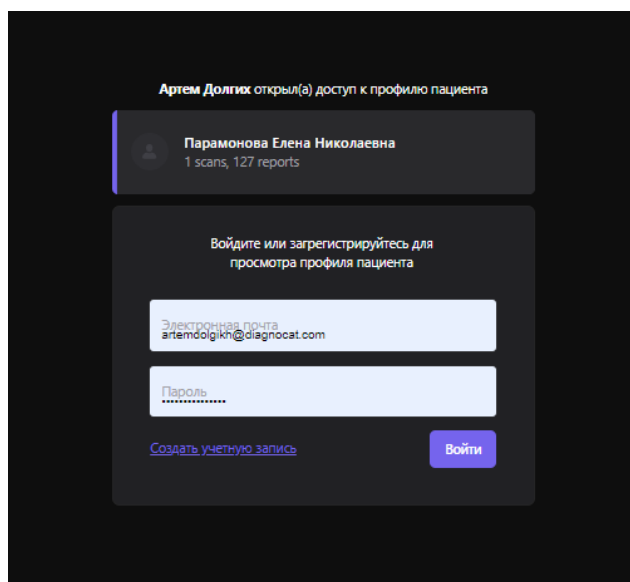 Артем Долгих открыл(а) доступ к профилю пациента
Парамонова Елена Николаевна
1 scans, 127 reports
Войдите или загрегистрируйтесь для
просмотра профиля пациента
Электронная почта
artemdolgikh@diagnocat.com
Пароль
Создать учетную запись
Войти